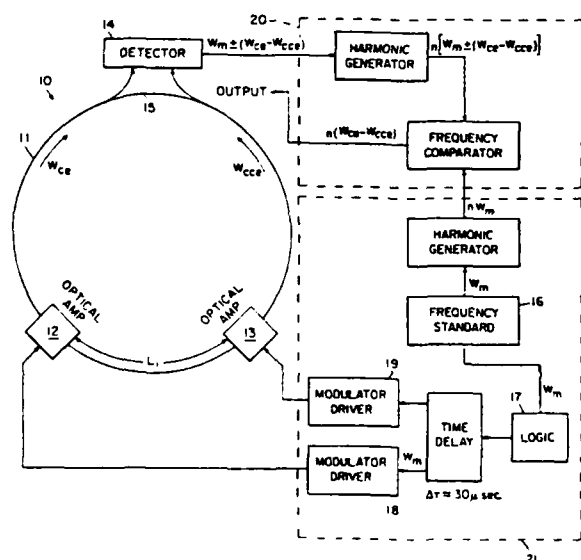 14
20
DETECTOR
Wm ± (Wce-Wcce)
HARMONIC
GENERATOR
n[Wm ± (Wce-Wcce)]
10
15
OUTPUT
11
Wce
Wcce
n(Wce-Wcce)
FREQUENCY
COMPARATOR
n Wm
HARMONIC
GENERATOR
Wm
OPTICAL
AMP
OPTICAL
AMP
16
FREQUENCY
STANDARD
12
13
L1
19
Wm
17
MODULATOR
DRIVER
TIME
DELAY
LOGIC
MODULATOR
DRIVER
Wm
18
Δτ ≈ 30μ sec.
21